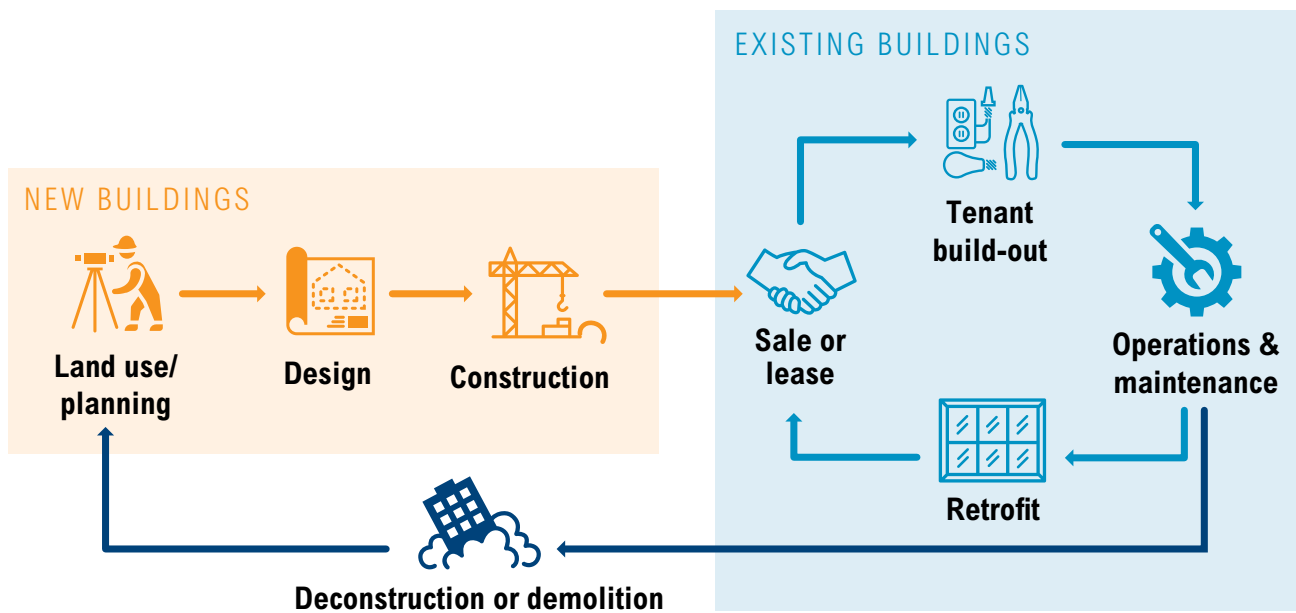 NEW BUILDINGS
Land use/
planning
Design
Construction
EXISTING BUILDINGS
Sale or
lease
Tenant
build-out
Operations &
maintenance
Retrofit
Deconstruction or demolition